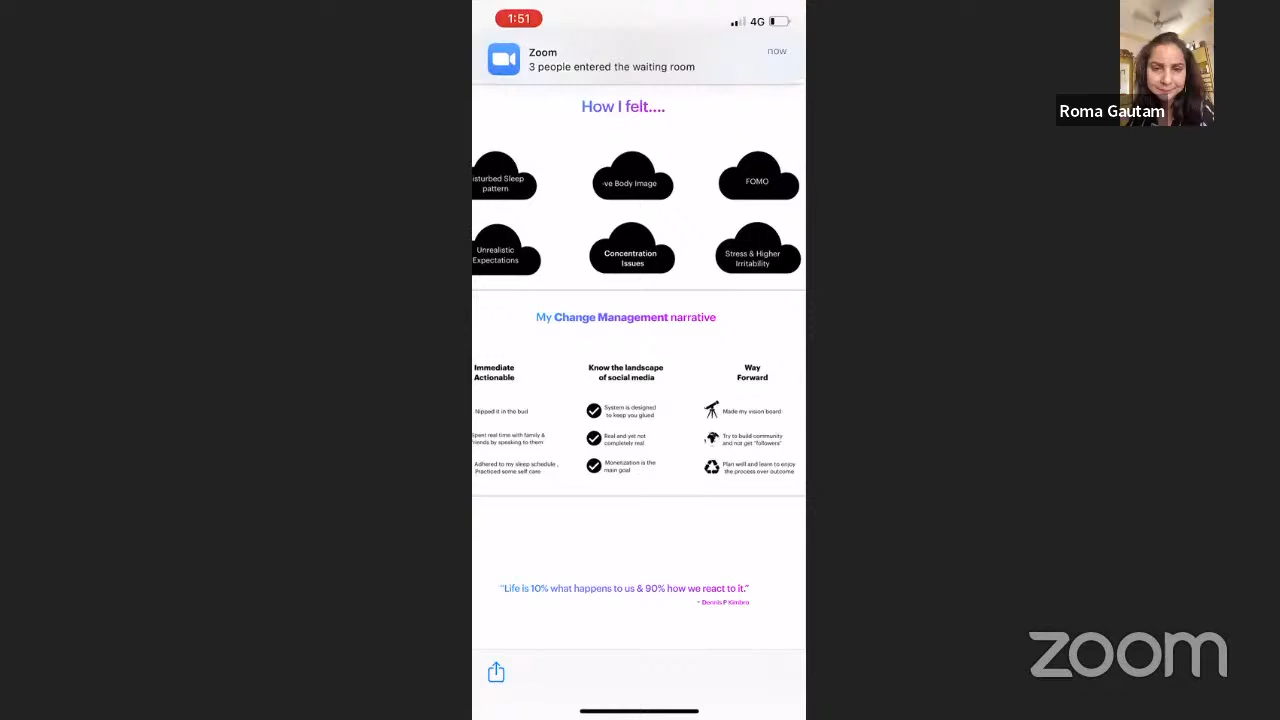 1:51
4G
Zoom
now
3 people entered the waiting room
Roma Gautam
How I felt....
isturbed Sleep
pattern
-ve Body Image
FOMO
Unrealistic
Expectations
Concentration
Issues
Stress & Higher
Irritability
My Change Management narrative
Immediate
Actionable
Nipped it in the bud
Spent real time with family &
friends by speaking to them
Adhered to my sleep schedule ,
Practiced some self care
Know the landscape
of social media
System is designed
to keep you glued
Real and yet not
completely real
Monetization is the
main goal
Way
Forward
Made my vision board
Try to build community
and not get "followers"
Plan well and learn to enjoy
the process over outcome
"Life is 10% what happens to us & 90% how we react to it."
- Dennis P Kimbro
zoom